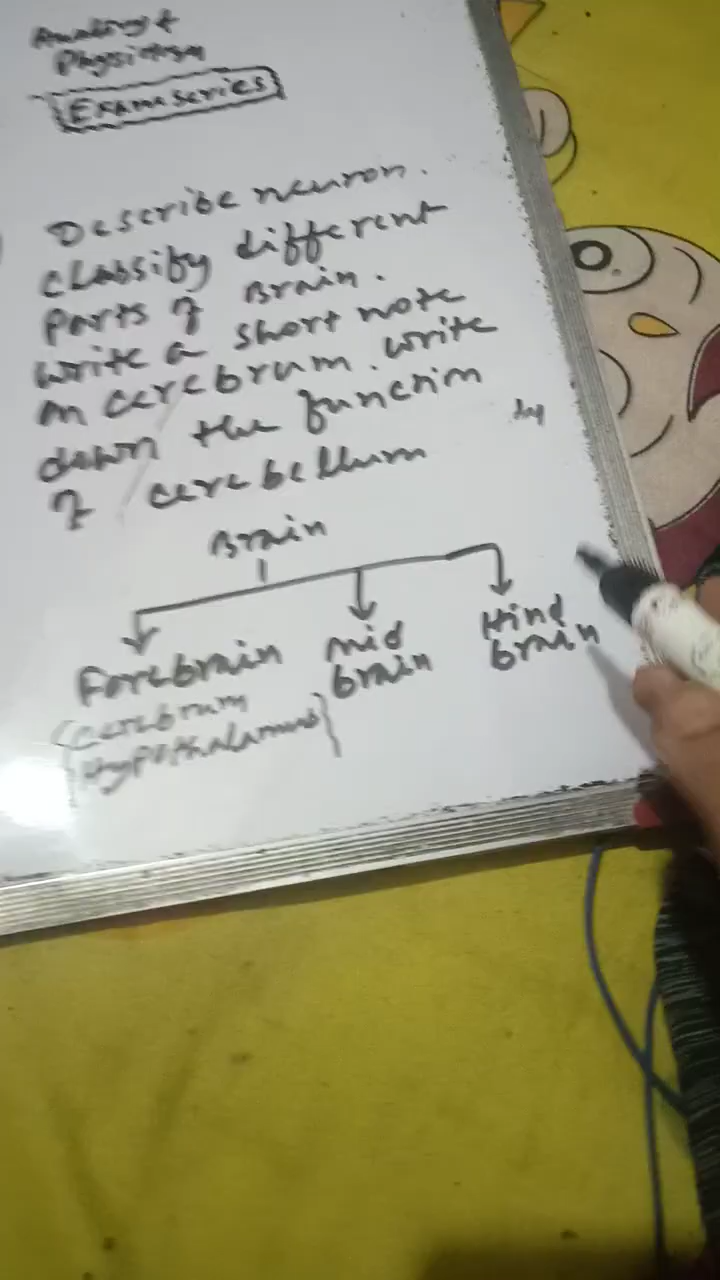 Anatomy &
Physiology
Exam series
Describe neuron.
classify different
parts of Brain.
write a short note
on cerebrum. write
down the function
of cerebellum
Brain
Forebrain
Mid
brain
Hind
brain
cerebrum
Hypothalamus